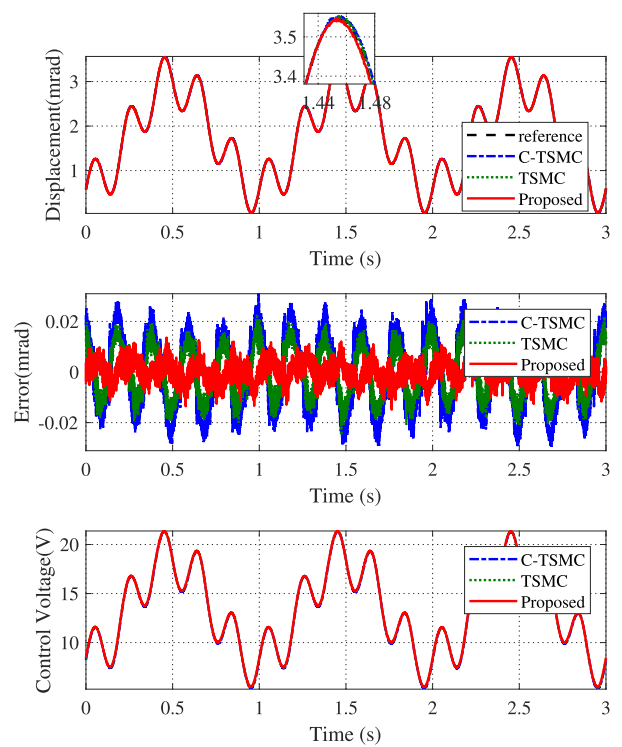 3.5
3.4
1.44 1.48
Displacement(mrad)
3
2
1
reference
C-TSMC
TSMC
Proposed
0 0.5 1 1.5 2 2.5 3
Time (s)
Error(mrad)
0.02
0
-0.02
C-TSMC
TSMC
Proposed
0 0.5 1 1.5 2 2.5 3
Time (s)
Control Voltage(V)
20
15
10
C-TSMC
TSMC
Proposed
0 0.5 1 1.5 2 2.5 3
Time (s)